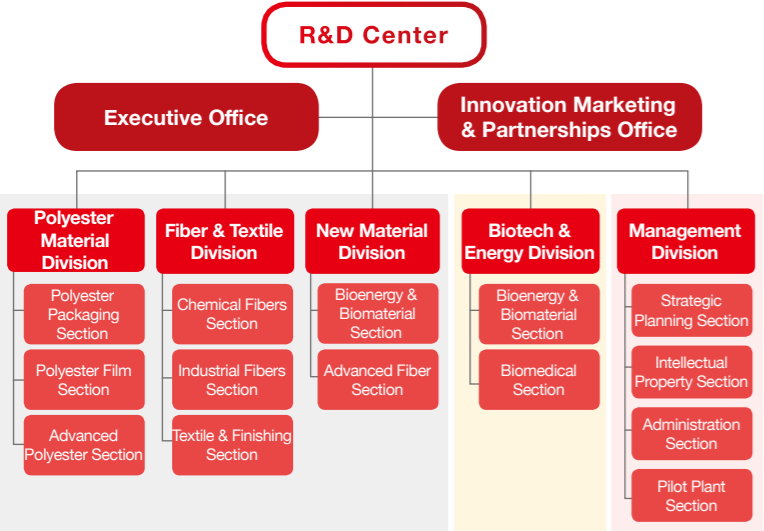 R&D Center
Executive Office
Innovation Marketing
& Partnerships Office
Polyester
Material
Division
Polyester
Packaging
Section
Polyester Film
Section
Advanced
Polyester Section
Fiber & Textile
Division
Chemical Fibers
Section
Industrial Fibers
Section
Textile & Finishing
Section
New Material
Division
Bioenergy &
Biomaterial
Section
Advanced Fiber
Section
Biotech &
Energy Division
Bioenergy &
Biomaterial
Section
Biomedical
Section
Management
Division
Strategic
Planning Section
Intellectual
Property Section
Administration
Section
Pilot Plant
Section